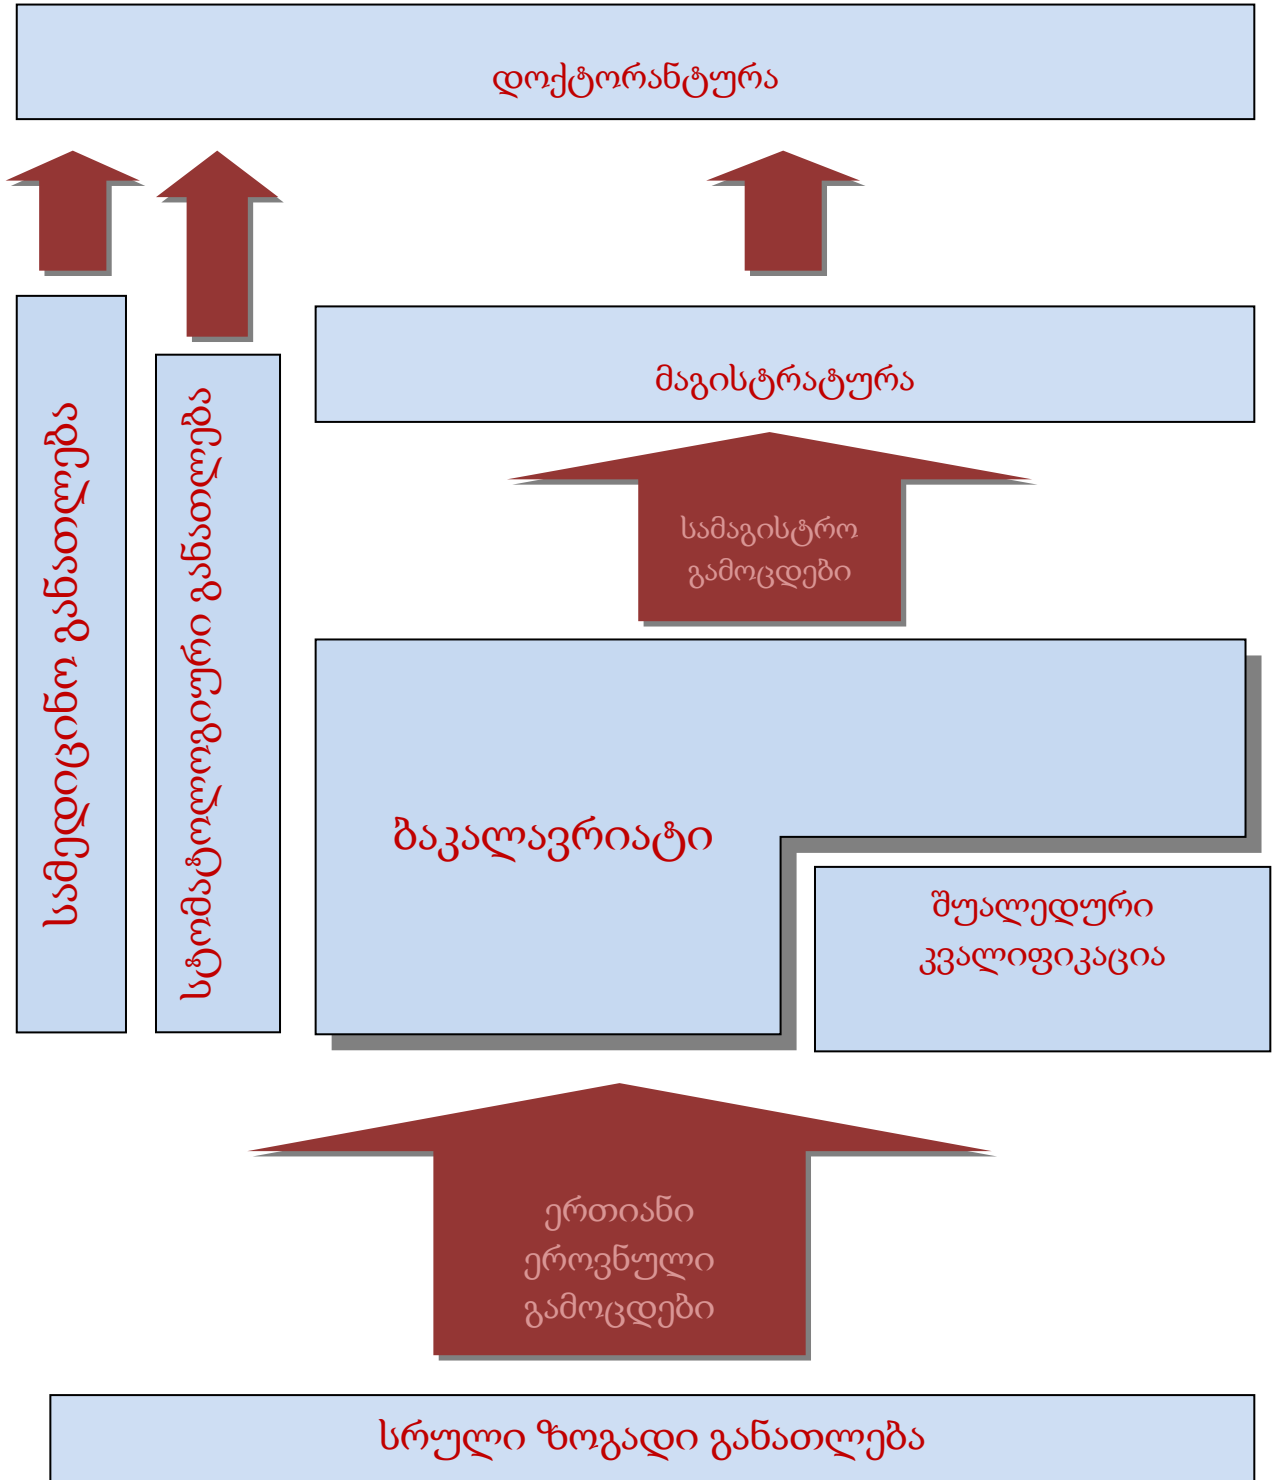 დოქტორანტურა
მაგისტრატურა
სამაგისტრო
გამოცდები
სამედიცინო განათლება
სტომატოლოგიური განათლება
ბაკალავრიატი
შუალედური
კვალიფიკაცია
ერთიანი
ეროვნული
გამოცდები
სრული ზოგადი განათლება